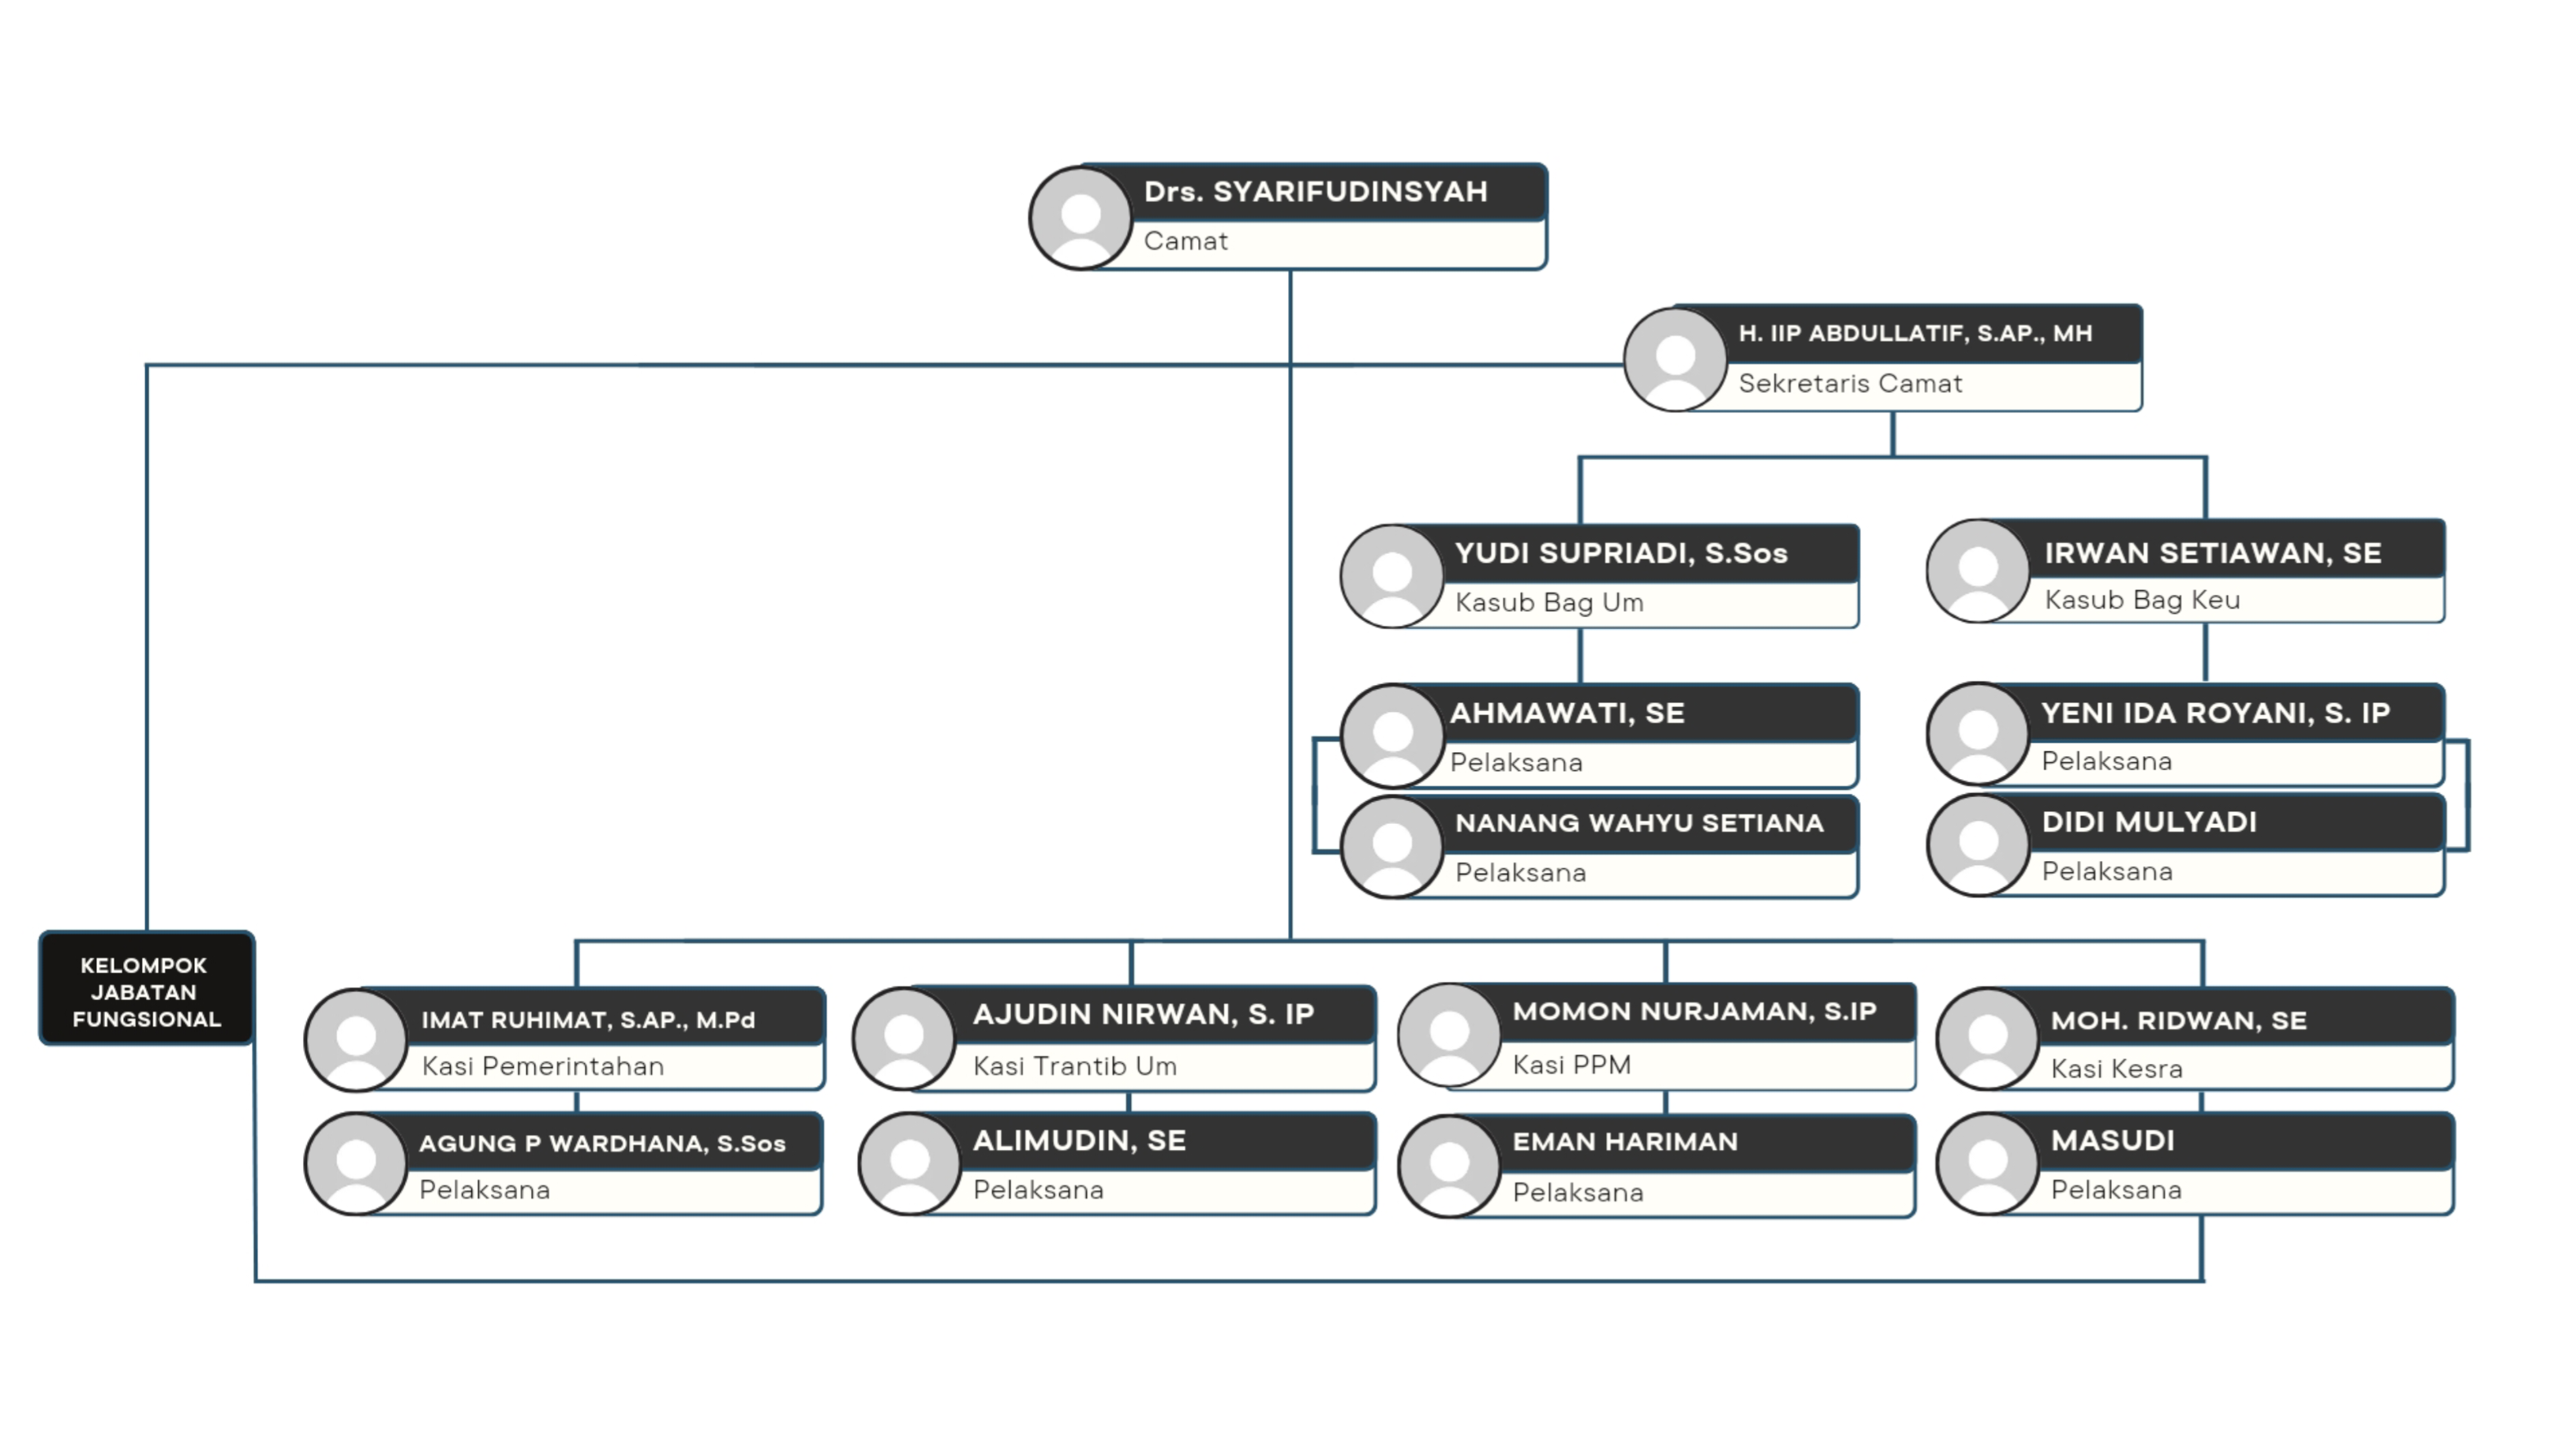 Drs. SYARIFUDINSYAH
Camat
H. IIP ABDULLATIF, S.AP., MH
Sekretaris Camat
YUDI SUPRIADI, S.Sos
Kasub Bag Um
IRWAN SETIAWAN, SE
Kasub Bag Keu
AHMAWATI, SE
Pelaksana
YENI IDA ROYANI, S. IP
Pelaksana
NANANG WAHYU SETIANA
Pelaksana
DIDI MULYADI
Pelaksana
KELOMPOK
JABATAN
FUNGSIONAL
IMAT RUHIMAT, S.AP., M.Pd
Kasi Pemerintahan
AJUDIN NIRWAN, S. IP
Kasi Trantib Um
MOMON NURJAMAN, S.IP
Kasi PPM
MOH. RIDWAN, SE
Kasi Kesra
AGUNG P WARDHANA, S.Sos
Pelaksana
ALIMUDIN, SE
Pelaksana
EMAN HARIMAN
Pelaksana
MASUDI
Pelaksana